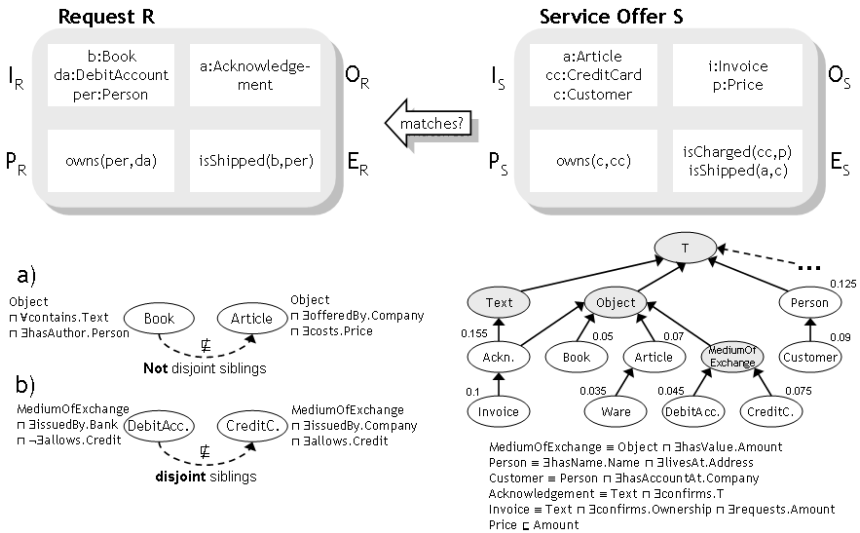 Request R
Service Offer S
I_R
b:Book
da:DebitAccount
per:Person
a:Acknowledge-
ment
O_R
P_R
owns(per,da)
isShipped(b,per)
E_R
matches?
I_S
a:Article
cc:CreditCard
c:Customer
i:Invoice
p:Price
O_S
P_S
owns(c,cc)
isCharged(cc,p)
isShipped(a,c)
E_S
a)
Object
⊓ ∀contains.Text
⊓ ∃hasAuthor.Person
Book
⋢
Article
Object
⊓ ∃offeredBy.Company
⊓ ∃costs.Price
Not disjoint siblings
b)
MediumOfExchange
⊓ ∃issuedBy.Bank
⊓ ¬∃allows.Credit
DebitAcc.
⋢
CreditC.
MediumOfExchange
⊓ ∃issuedBy.Company
⊓ ∃allows.Credit
disjoint siblings
T
...
0.125
Text
Object
Person
0.155
0.05
0.07
0.09
Ackn.
Book
Article
MediumOf
Exchange
Customer
0.1
0.035
0.045
0.075
Invoice
Ware
DebitAcc.
CreditC.
MediumOfExchange ≡ Object ⊓ ∃hasValue.Amount
Person ≡ ∃hasName.Name ⊓ ∃livesAt.Address
Customer ≡ Person ⊓ ∃hasAccountAt.Company
Acknowledgement ≡ Text ⊓ ∃confirms.T
Invoice ≡ Text ⊓ ∃confirms.Ownership ⊓ ∃requests.Amount
Price ⊑ Amount